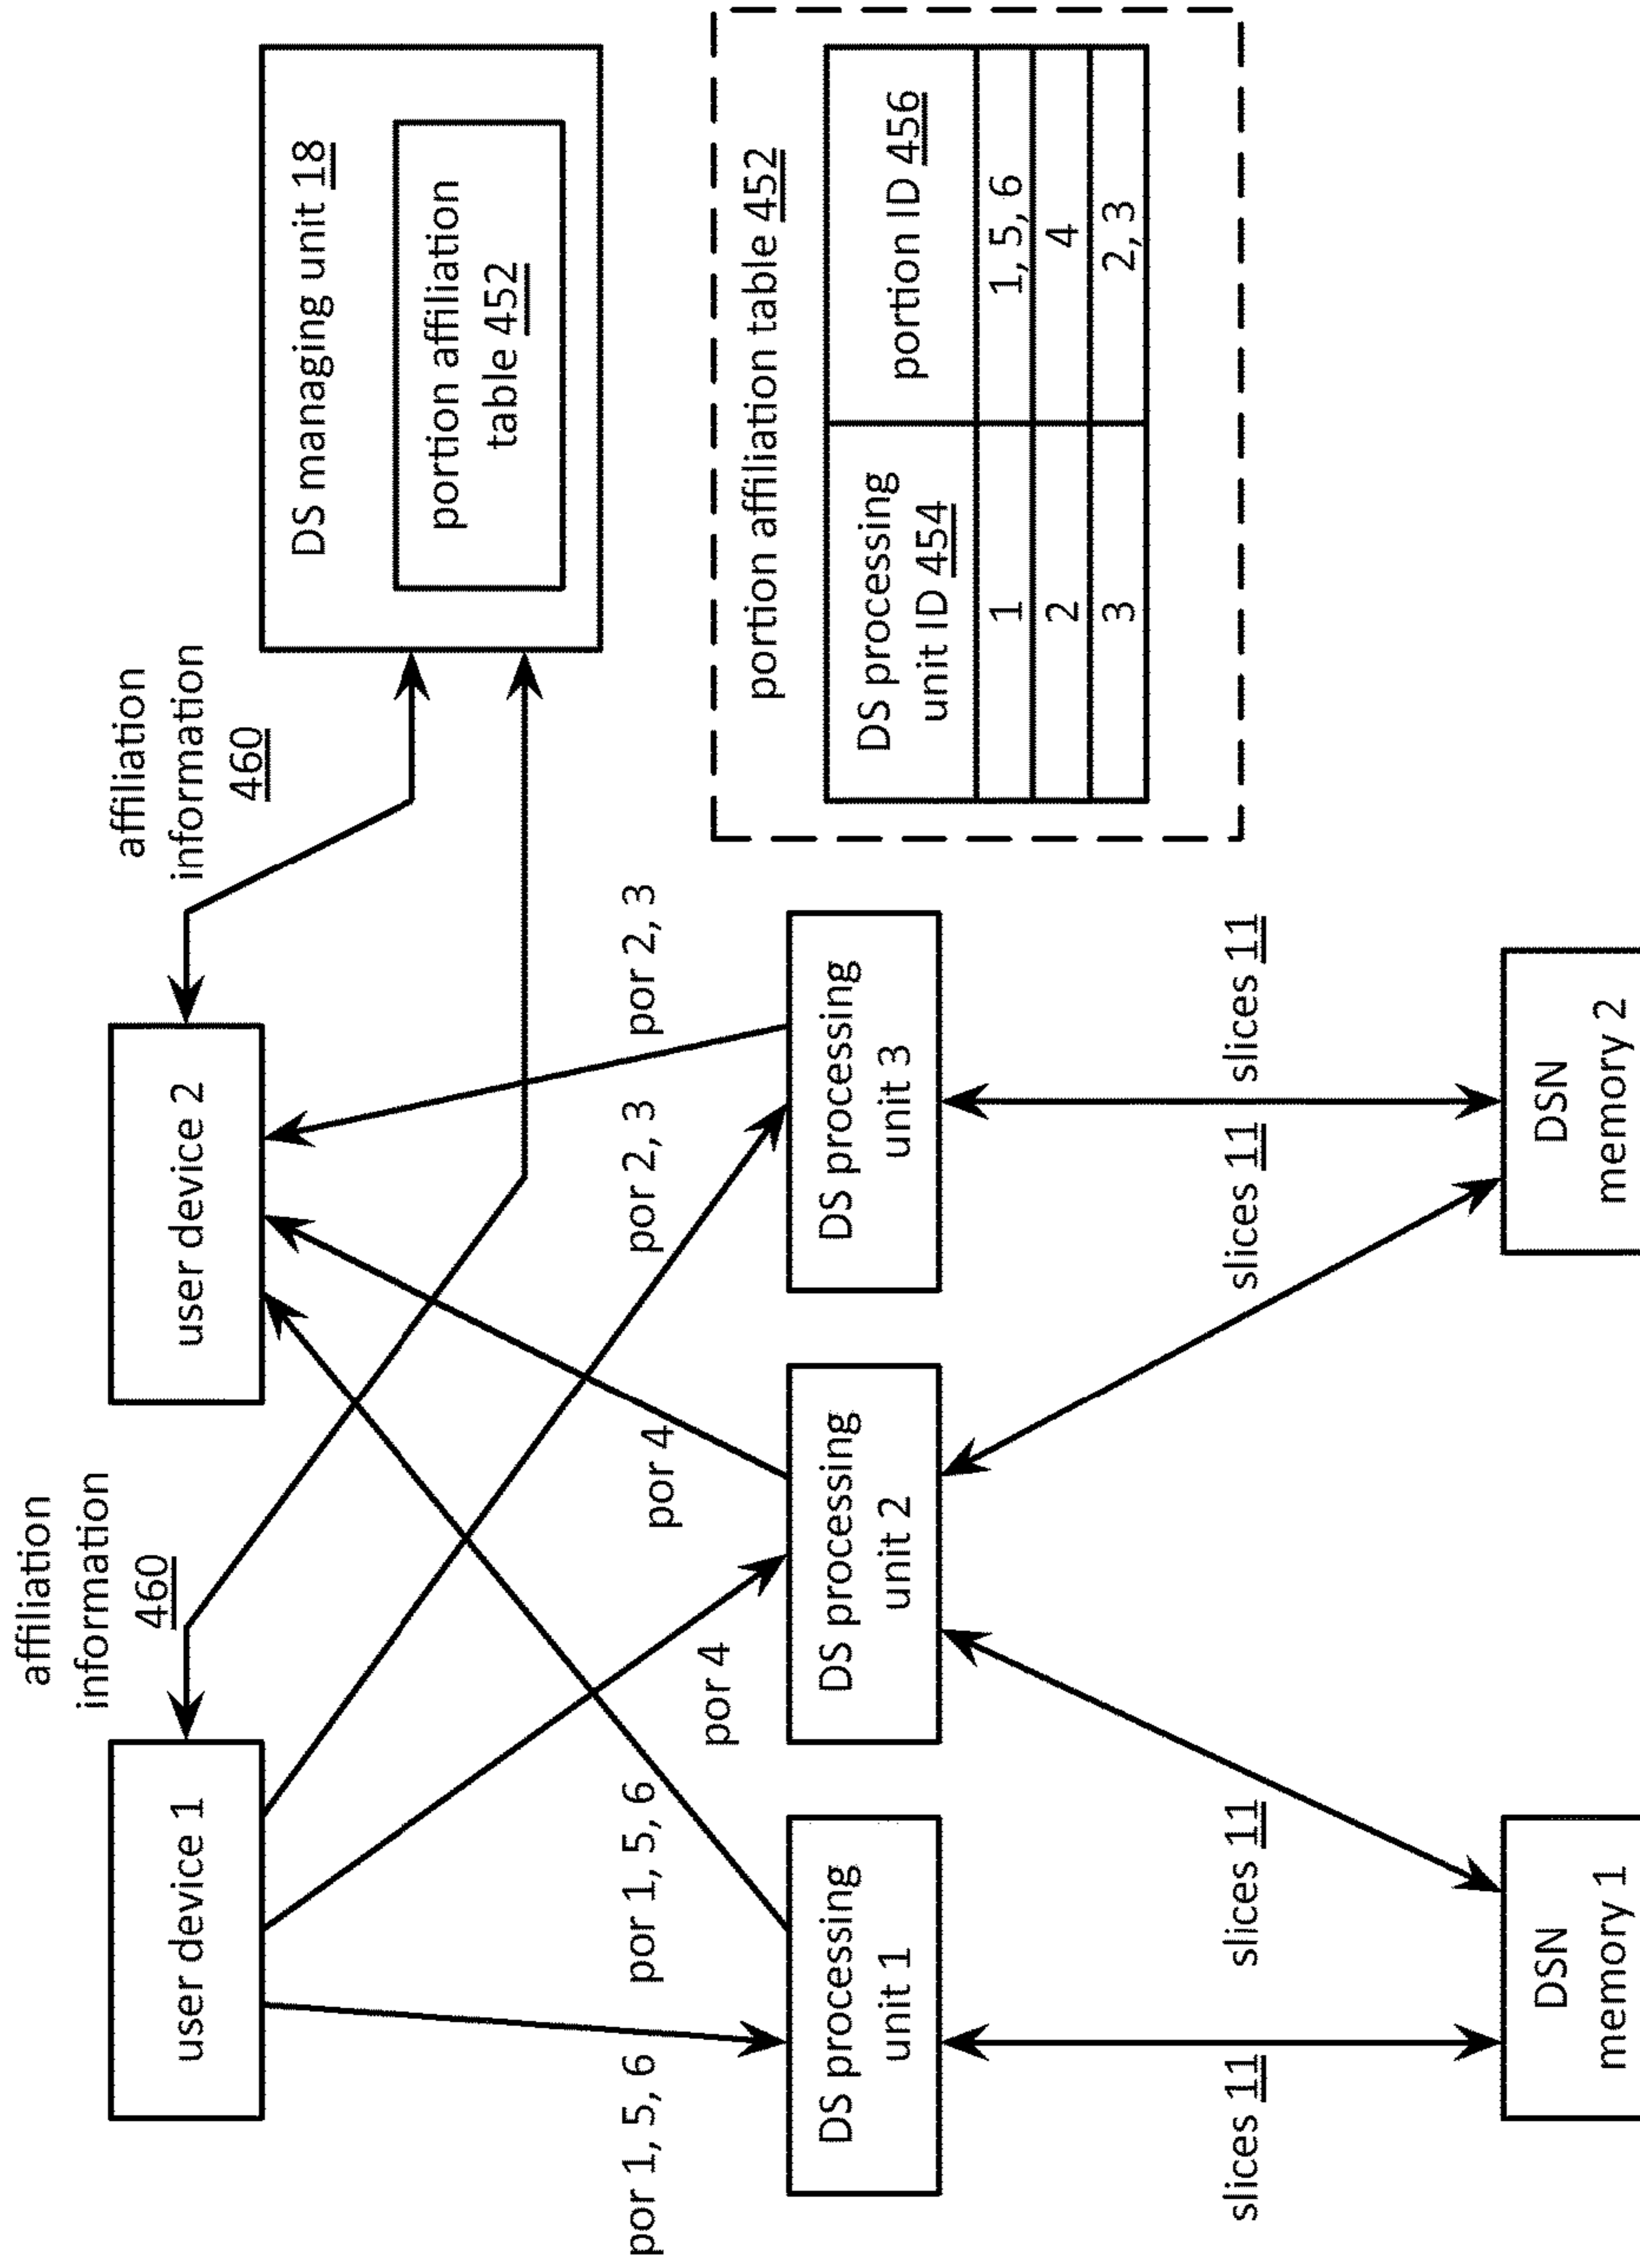 affiliation
information
460
affiliation
information
460
user device 1
user device 2
DS managing unit 18
portion affiliation
table 452
por 1, 5, 6
por 1, 5, 6
por 4
por 4
por 2, 3
por 2, 3
DS processing
unit 1
DS processing
unit 2
DS processing
unit 3
portion affiliation table 452
DS processing
unit ID 454
portion ID 456
1
1, 5, 6
2
4
3
2, 3
slices 11
slices 11
slices 11
slices 11
DSN
memory 1
DSN
memory 2